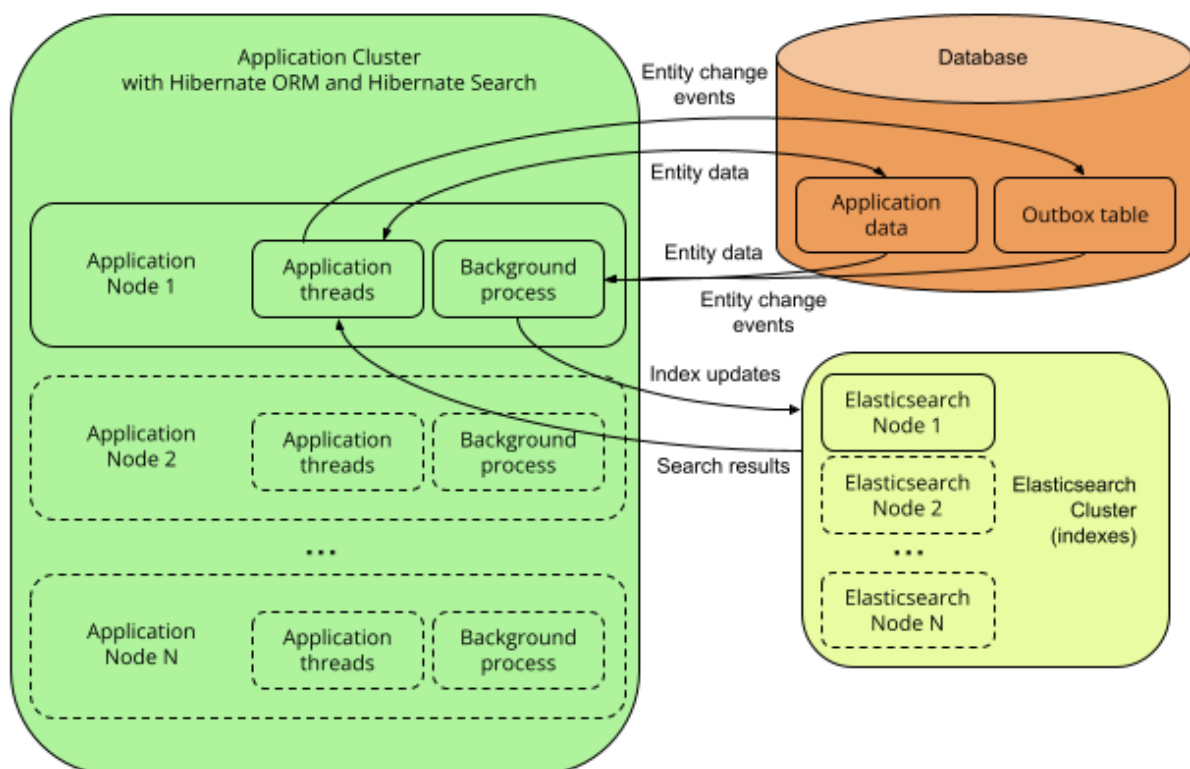 Application Cluster
with Hibernate ORM and Hibernate Search
Entity change
events
Database
Entity data
Application
data
Outbox table
Application
Node 1
Application
threads
Background
process
Entity data
Entity change
events
Index updates
Search results
Application
Node 2
Application
threads
Background
process
...
Application
Node N
Application
threads
Background
process
Elasticsearch
Node 1
Elasticsearch
Node 2
...
Elasticsearch
Node N
Elasticsearch
Cluster
(indexes)